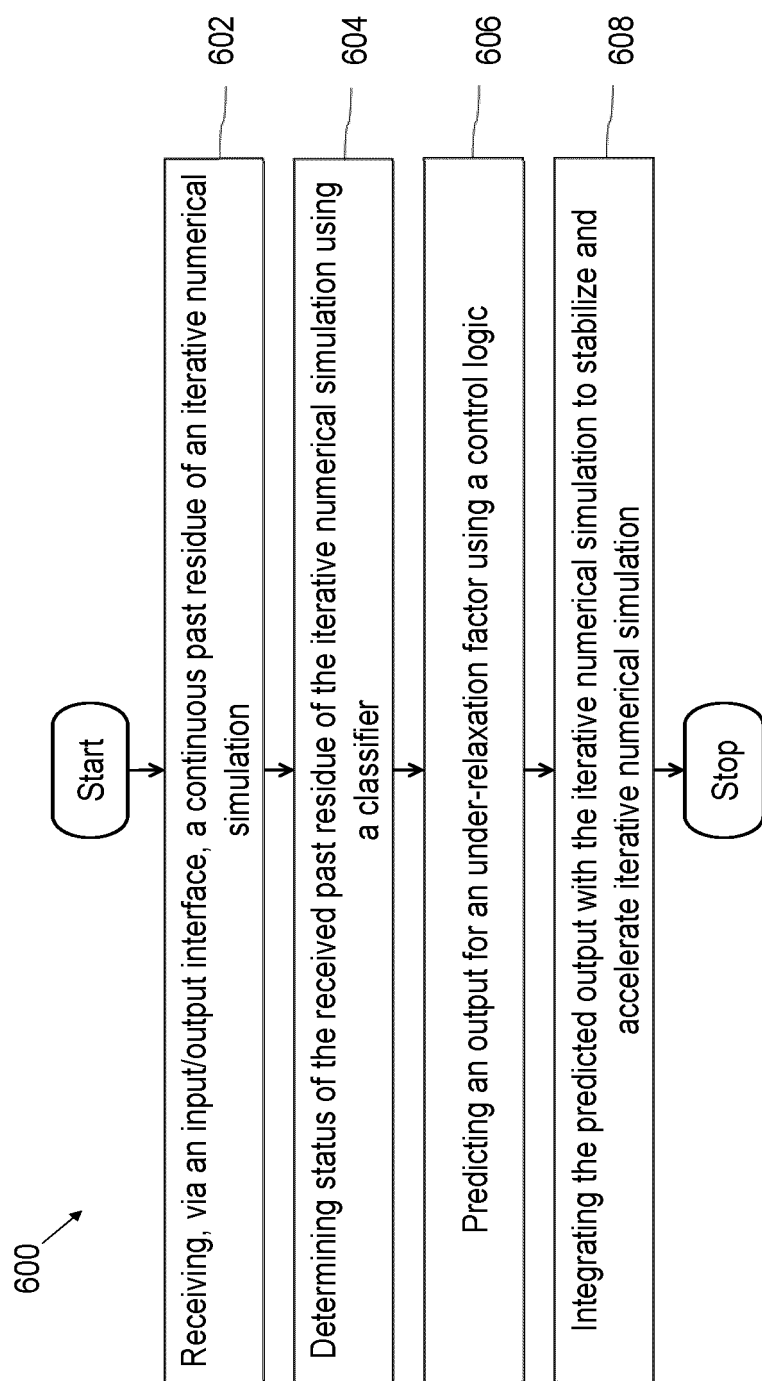 600
Start
Receiving, via an input/output interface, a continuous past residue of an iterative numerical
simulation
602
Determining status of the received past residue of the iterative numerical simulation using
a classifier
604
Predicting an output for an under-relaxation factor using a control logic
606
Integrating the predicted output with the iterative numerical simulation to stabilize and
accelerate iterative numerical simulation
608
Stop